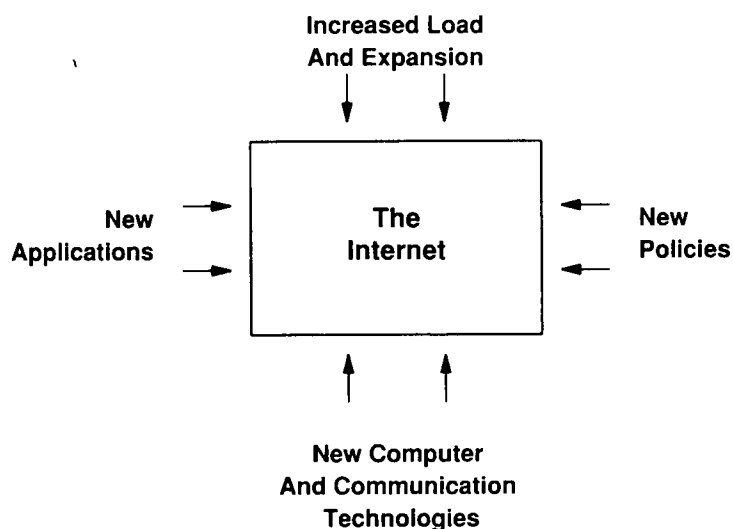 Increased Load
And Expansion
New
Applications
The
Internet
New
Policies
New Computer
And Communication
Technologies